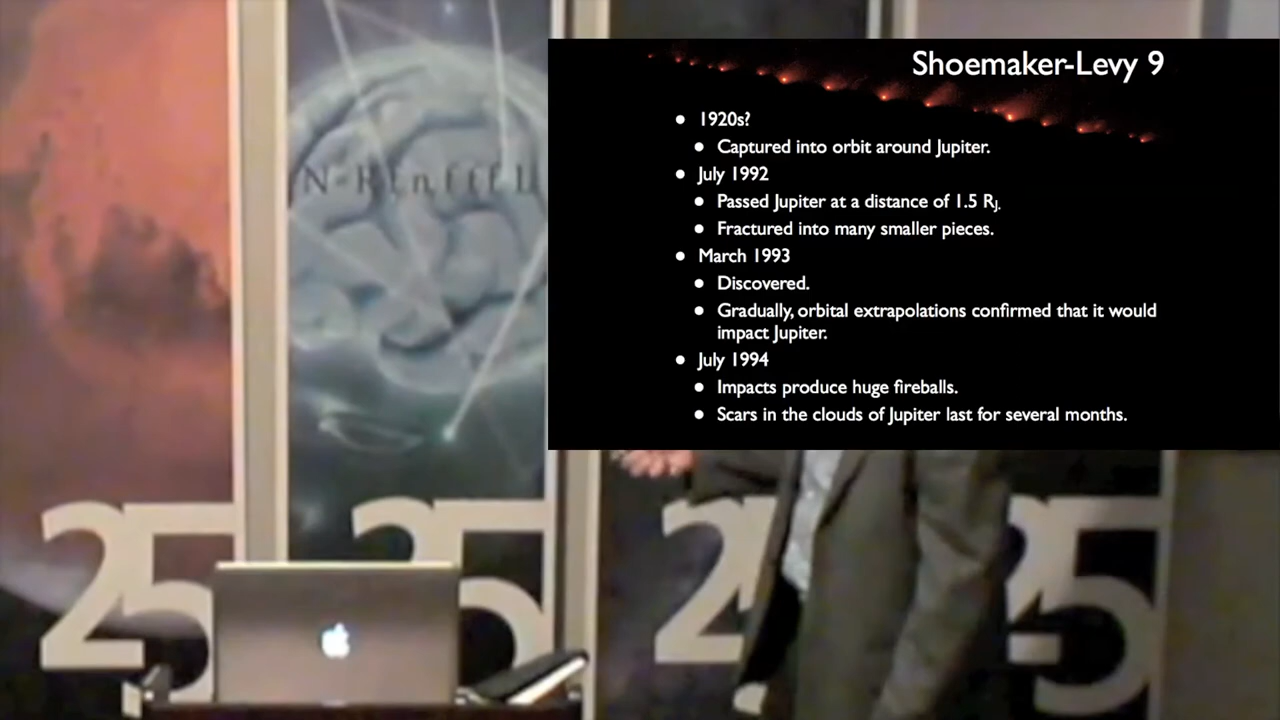 Shoemaker-Levy 9
• 1920s?
• Captured into orbit around Jupiter.
• July 1992
• Passed Jupiter at a distance of 1.5 RJ.
• Fractured into many smaller pieces.
• March 1993
• Discovered.
• Gradually, orbital extrapolations confirmed that it would
impact Jupiter.
• July 1994
• Impacts produce huge fireballs.
• Scars in the clouds of Jupiter last for several months.
25
25
25
25